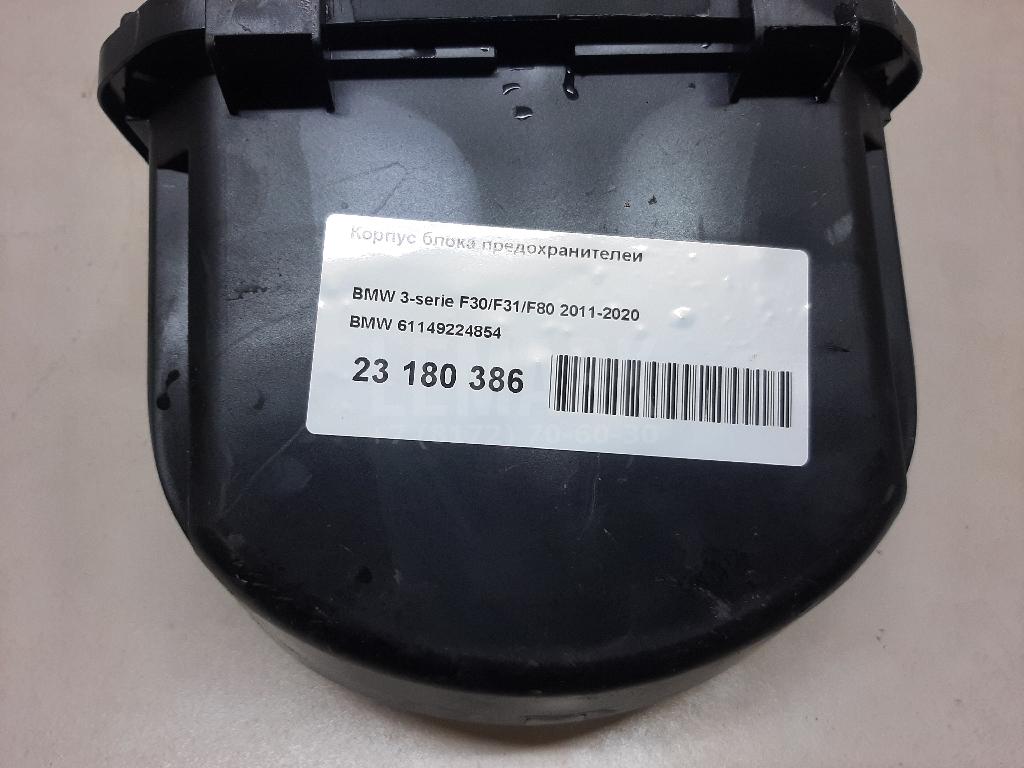 Корпус блока предохранителей
BMW 3-serie F30/F31/F80 2011-2020
BMW 61149224854
23 180 386